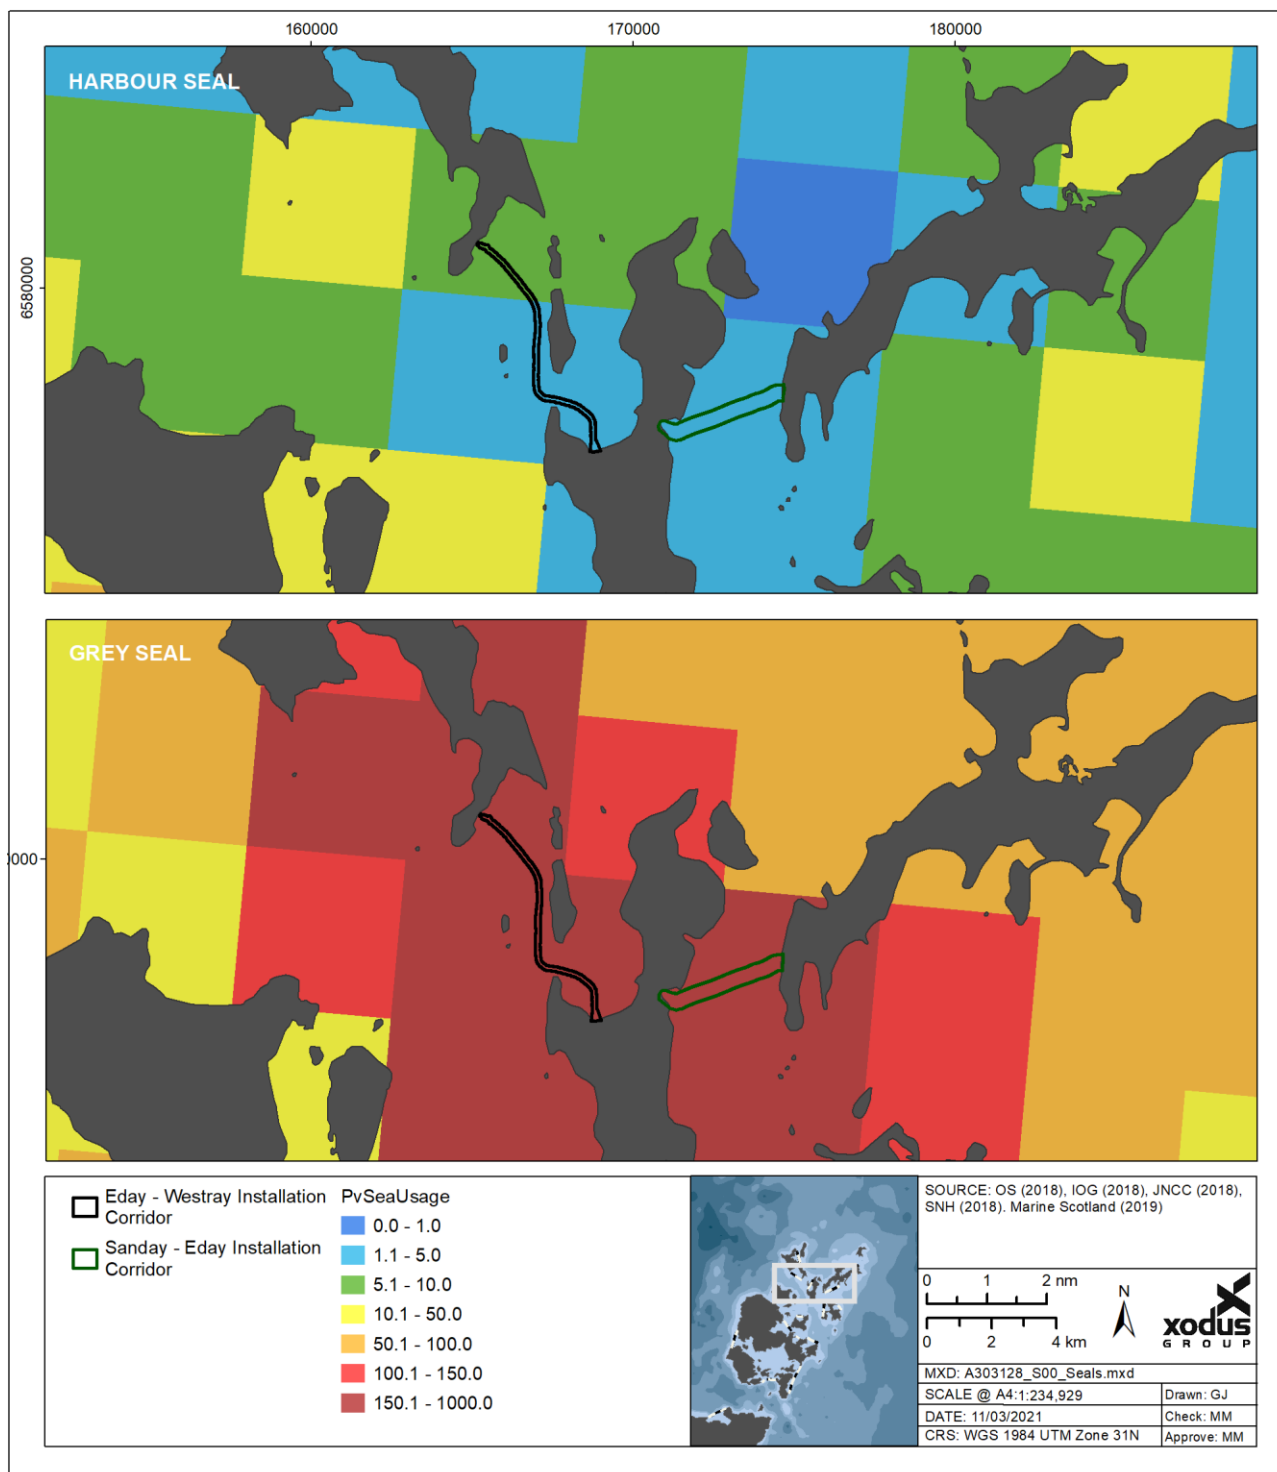 160000
170000
180000
HARBOUR SEAL
6580000
GREY SEAL
0000
Eday - Westray Installation
Corridor
Sanday - Eday Installation
Corridor
PvSeaUsage
0.0 - 1.0
1.1 - 5.0
5.1 - 10.0
10.1 - 50.0
50.1 - 100.0
100.1 - 150.0
150.1 - 1000.0
SOURCE: OS (2018), IOG (2018), JNCC (2018),
SNH (2018). Marine Scotland (2019)
0 1 2 nm
0 2 4 km
N
xodus
GROUP
MXD: A303128_S00_Seals.mxd
SCALE @ A4:1:234,929
Drawn: GJ
DATE: 11/03/2021
Check: MM
CRS: WGS 1984 UTM Zone 31N
Approve: MM